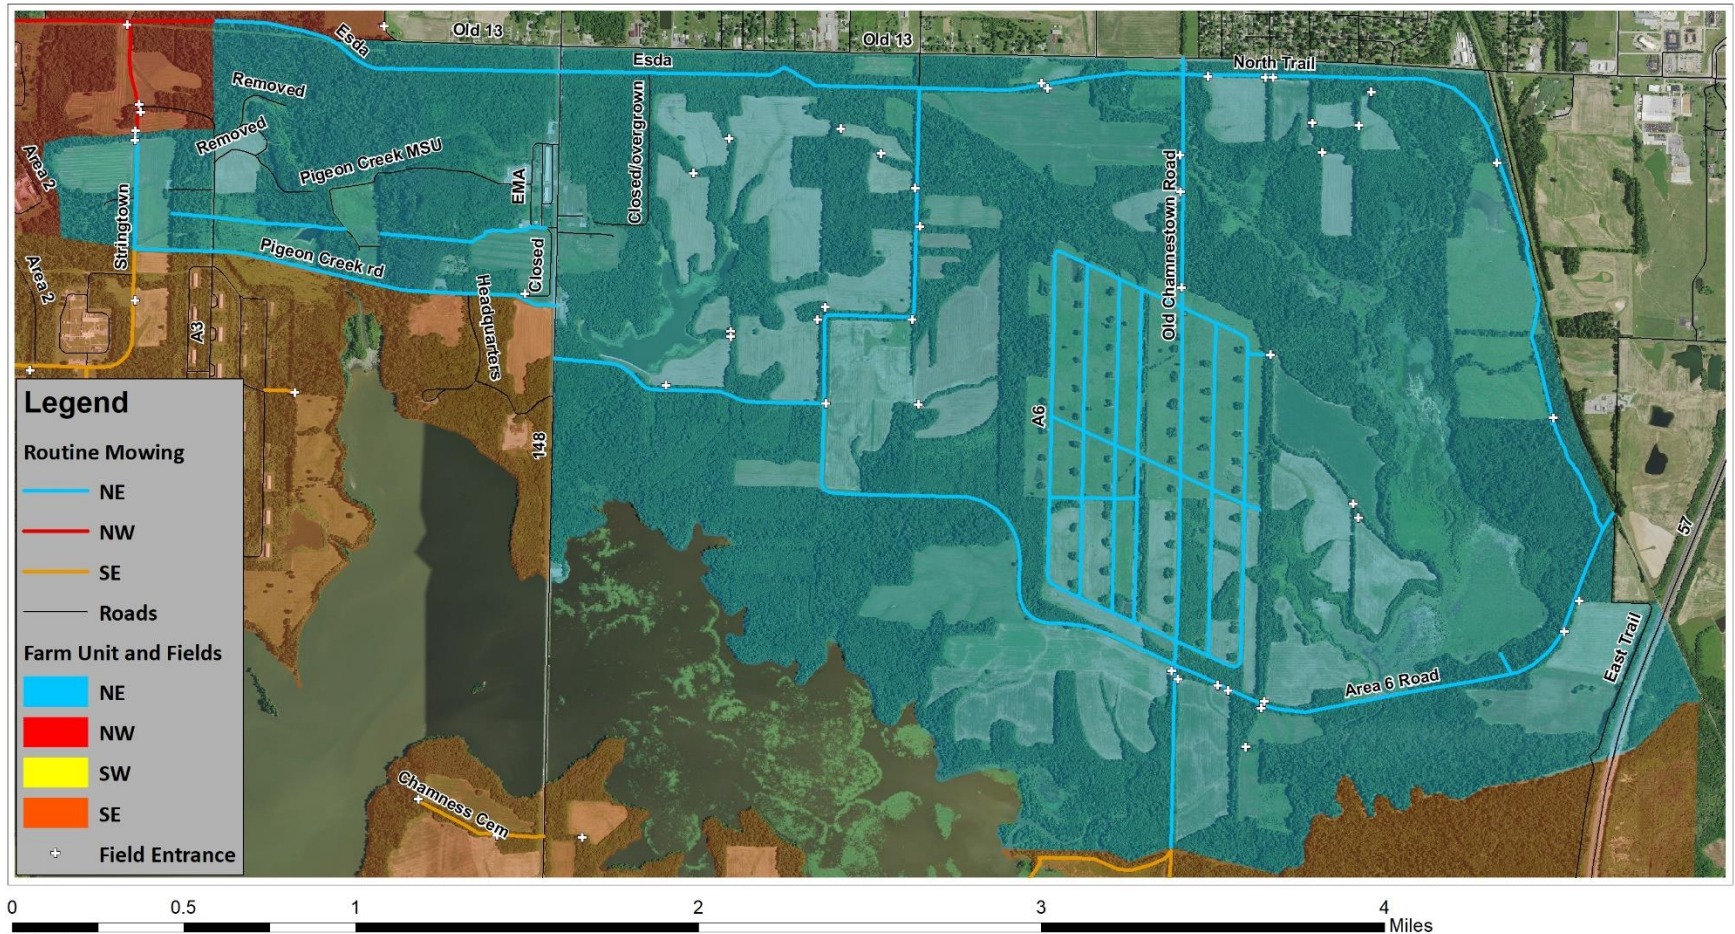 Old 13
Old 13
Esda
Esda
North Trail
Removed
Removed
Pigeon Creek MSU
EMA
Closed/overgrown
Area 2
Stringtown
Pigeon Creek rd
Closed
Old Chamnestown Road
Area 2
A3
Headquarters
148
A6
57
East Trail
Area 6 Road
Chamness Cem
Legend
Routine Mowing
NE
NW
SE
Roads
Farm Unit and Fields
NE
NW
SW
SE
Field Entrance
0 0.5 1 2 3 4
Miles